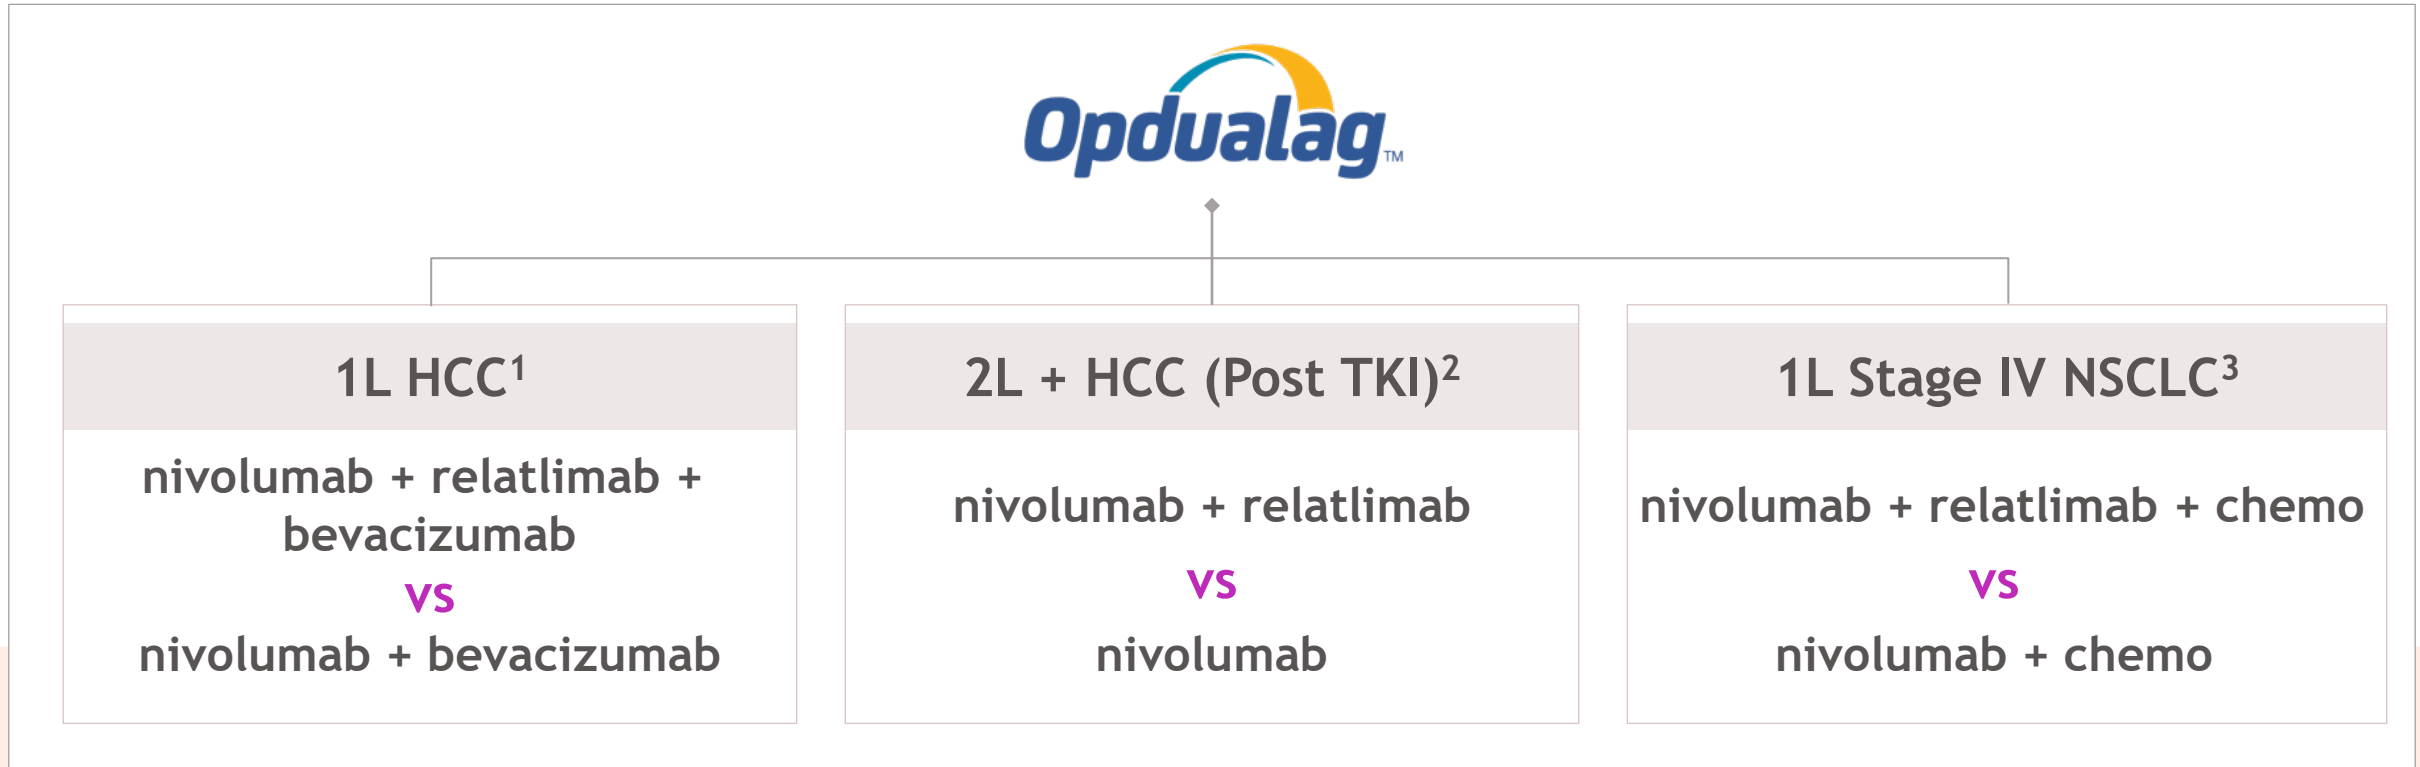 Opdualag™
1L HCC¹
nivolumab + relatlimab +
bevacizumab
vs
nivolumab + bevacizumab
2L + HCC (Post TKI)²
nivolumab + relatlimab
vs
nivolumab
1L Stage IV NSCLC³
nivolumab + relatlimab + chemo
vs
nivolumab + chemo